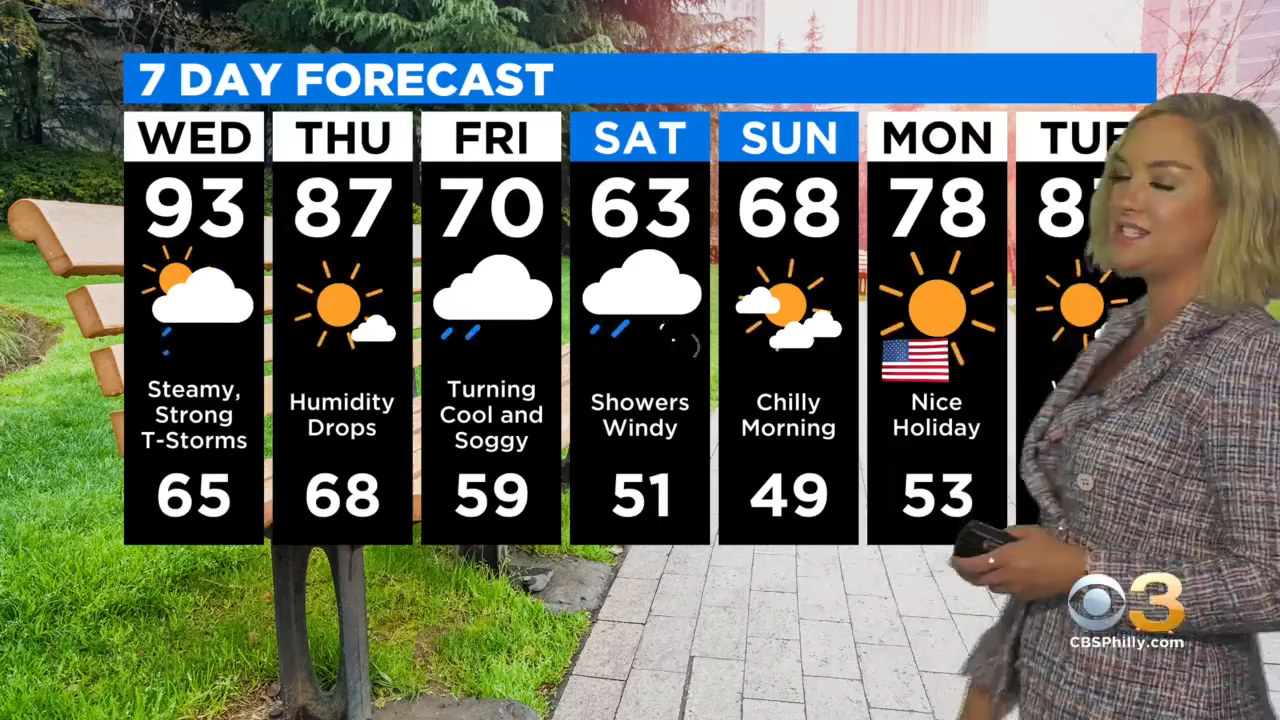 7 DAY FORECAST
WED THU FRI SAT SUN MON
93 87 70 63 68 78
Steamy, Strong T-Storms
Humidity Drops
Turning Cool and Soggy
Showers Windy
Chilly Morning
Nice Holiday
65 68 59 51 49 53
3
CBSPhilly.com